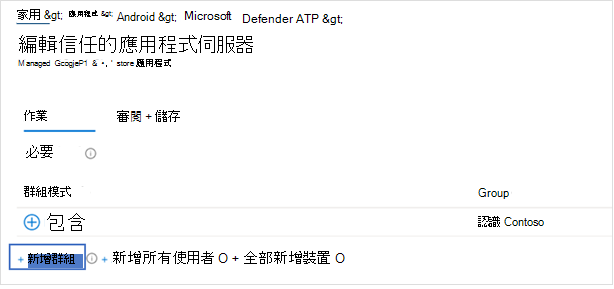 家用 &gt; 應用程式 &gt; Android &gt; Microsoft Defender ATP &gt;
編輯信任的應用程式伺服器
Managed GcogjeP1 & •, ' store 應用程式
作業 審閱 + 儲存
必要
群組模式 Group
包含 認識 Contoso
+ 新增群組 + 新增所有使用者 O + 全部新增裝置 O